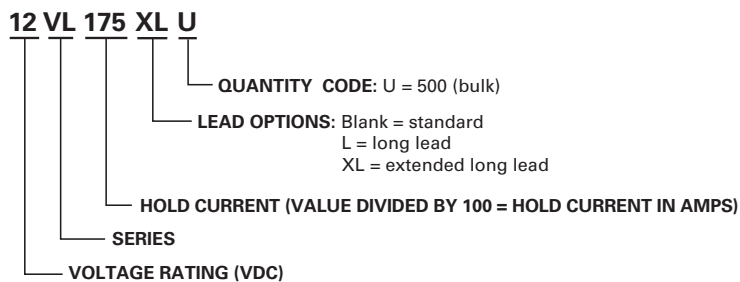 12 VL 175 XL U
QUANTITY CODE: U = 500 (bulk)
LEAD OPTIONS: Blank = standard
L = long lead
XL = extended long lead
HOLD CURRENT (VALUE DIVIDED BY 100 = HOLD CURRENT IN AMPS)
SERIES
VOLTAGE RATING (VDC)